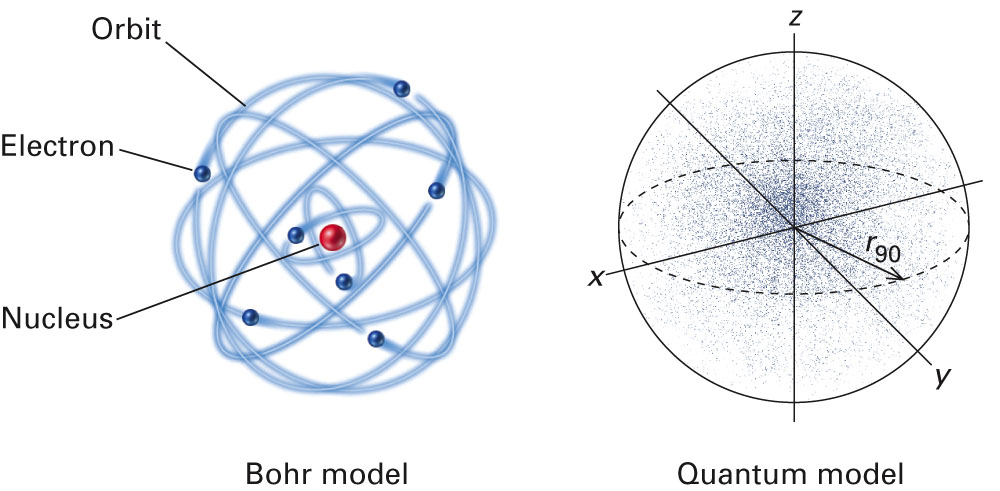 Orbit
Electron
Nucleus
Bohr model
z
x
y
r90
Quantum model